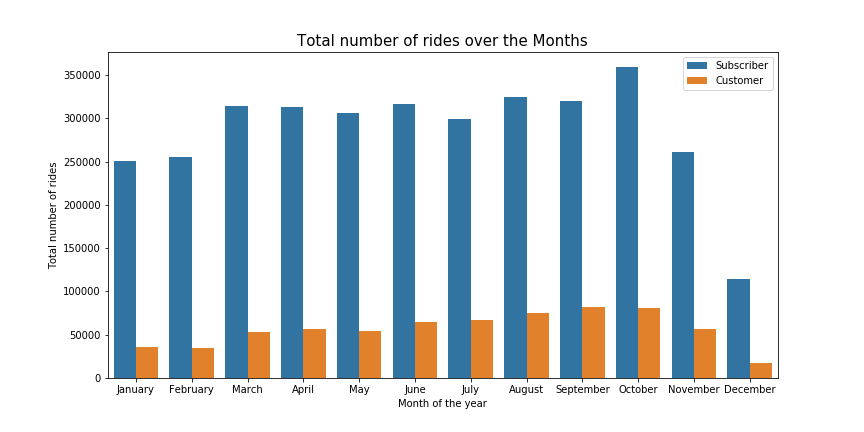 Total number of rides over the Months
Subscriber
Customer
350000
300000
250000
200000
150000
100000
50000
0
Total number of rides
January February March April May June July August September October November December
Month of the year